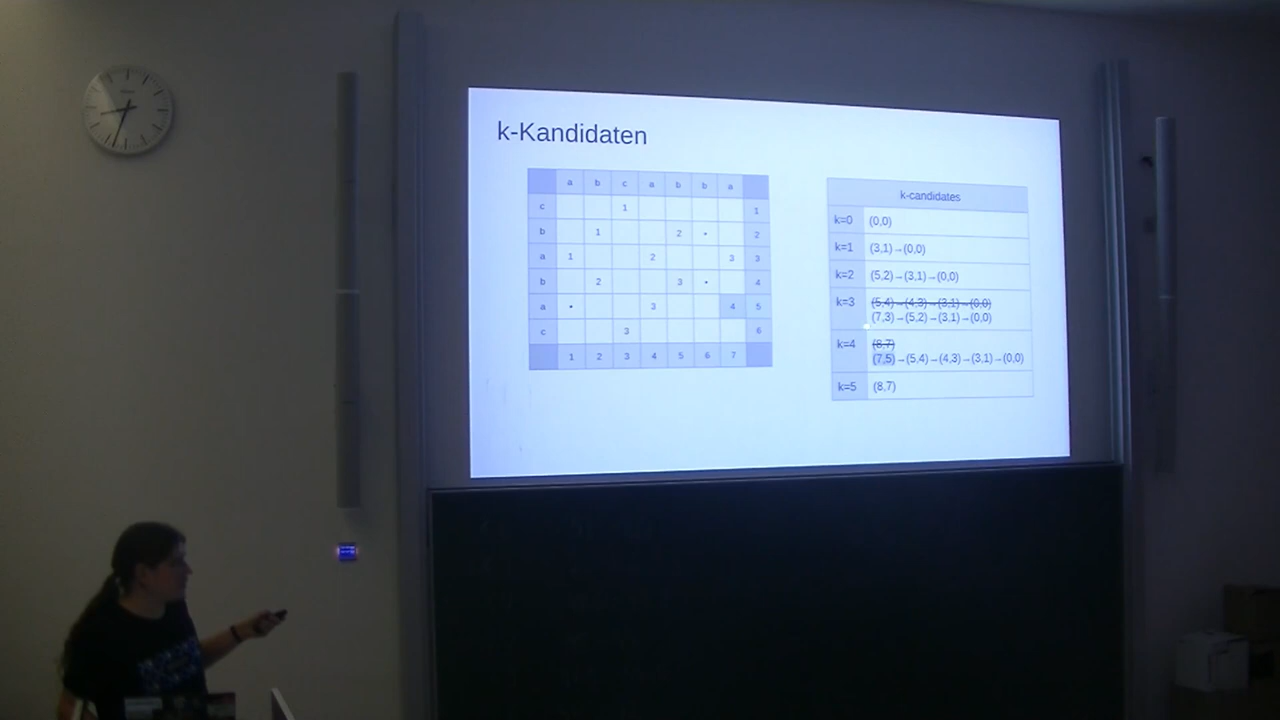 k-Kandidaten
a b c a b b a
c 1 1
b 1 2 • 2
a 1 2 3 3
b 2 3 • 4
a • 3 4 5
c 3 6
1 2 3 4 5 6 7
k-candidates
k=0 (0,0)
k=1 (3,1)→(0,0)
k=2 (5,2)→(3,1)→(0,0)
k=3 (5,4)→(4,3)→(3,1)→(0,0)
(7,3)→(5,2)→(3,1)→(0,0)
k=4 (8,7)
(7,5)→(5,4)→(4,3)→(3,1)→(0,0)
k=5 (8,7)